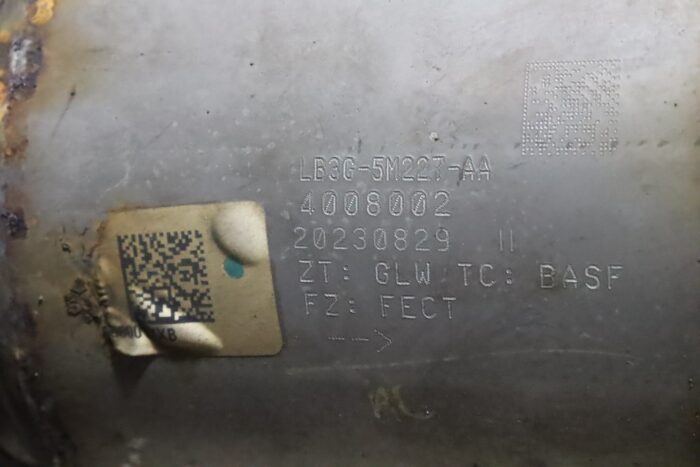 LB3G-5M227-AA
4008002
20230829 II
ZT: GLW TC: BASF
FZ: FECT
-->